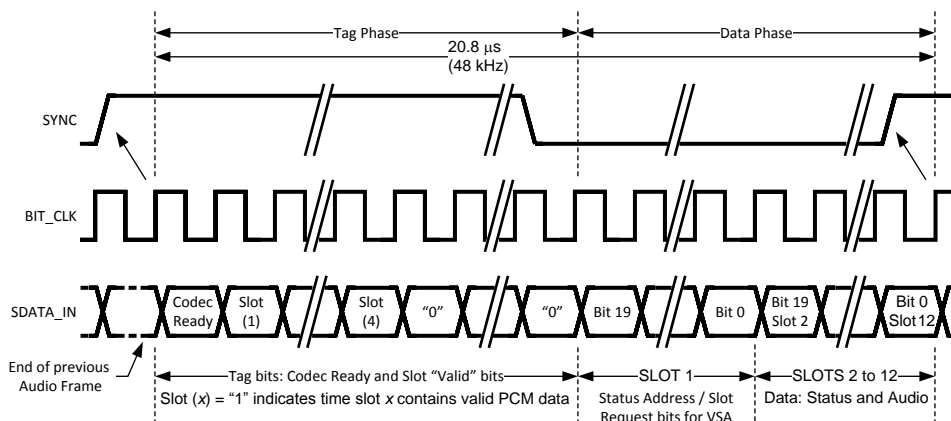 Tag Phase
Data Phase
20.8 μs
(48 kHz)
SYNC
BIT_CLK
SDATA_IN
Codec
Ready
Slot
(1)
Slot
(4)
“0”
“0”
Bit 19
Bit 0
Bit 19
Slot 2
Bit 0
Slot 12
End of previous
Audio Frame
Tag bits: Codec Ready and Slot “Valid” bits
Slot (x) = “1” indicates time slot x contains valid PCM data
SLOT 1
Status Address / Slot
Request bits for VSA
SLOTS 2 to 12
Data: Status and Audio